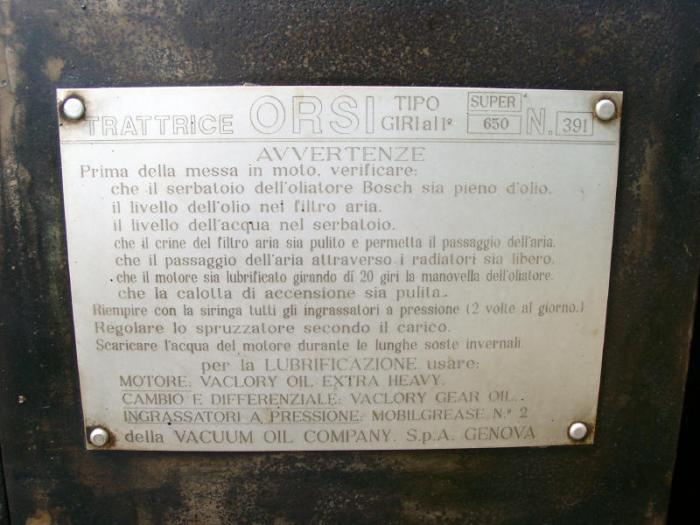 TRATTRICE ORSI TIPO SUPER N. 391
GIRI al 1° 650
AVVERTENZE
Prima della messa in moto, verificare:
che il serbatoio dell'oliatore Bosch sia pieno d'olio.
il livello dell'olio nel filtro aria.
il livello dell'acqua nel serbatoio.
che il crine del filtro aria sia pulito e permetta il passaggio dell'aria.
che il passaggio dell'aria attraverso i radiatori sia libero.
che il motore sia lubrificato girando di 20 giri la manovella dell'oliatore.
che la calotta di accensione sia pulita.
Riempire con la siringa tutti gli ingrassatori a pressione (2 volte al giorno.)
Regolare lo spruzzatore secondo il carico.
Scaricare l'acqua del motore durante le lunghe soste invernali.
per la LUBRIFICAZIONE usare:
MOTORE: VACLORY OIL EXTRA HEAVY.
CAMBIO E DIFFERENZIALE: VACLORY GEAR OIL.
INGRASSATORI A PRESSIONE: MOBILGREASE N.° 2
della VACUUM OIL COMPANY. S.p.A. GENOVA